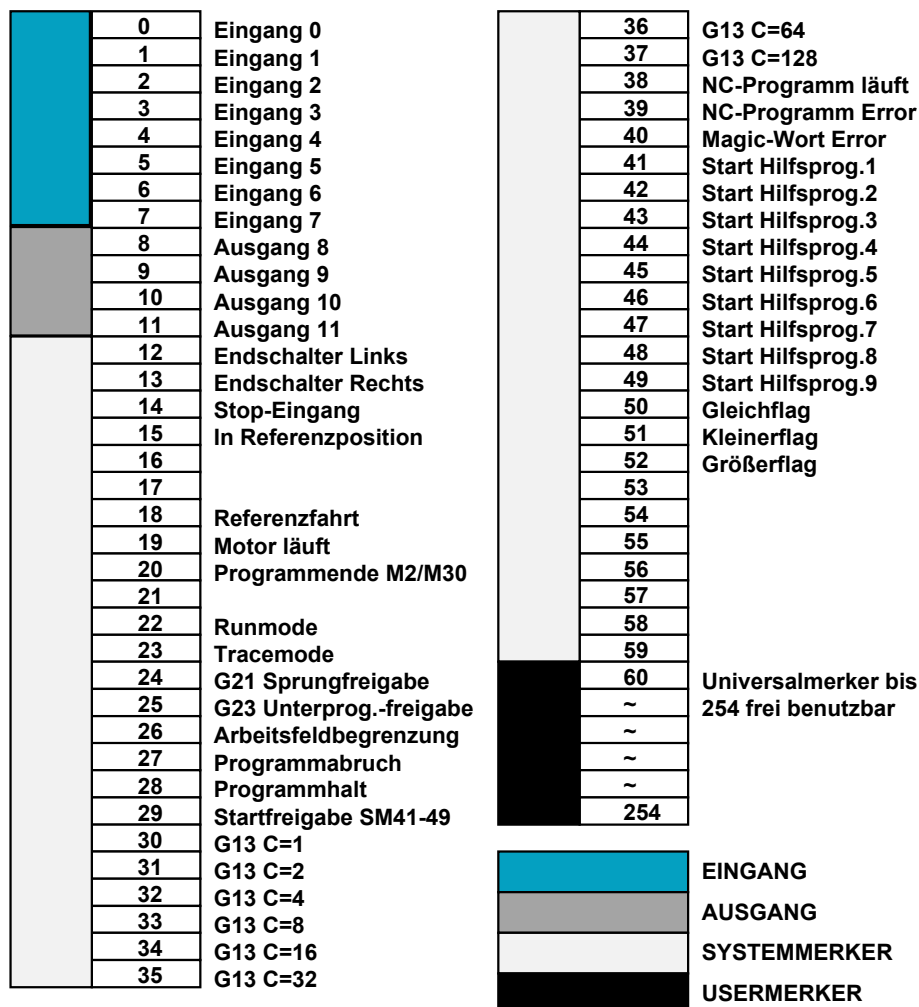 0 Eingang 0
1 Eingang 1
2 Eingang 2
3 Eingang 3
4 Eingang 4
5 Eingang 5
6 Eingang 6
7 Eingang 7
8 Ausgang 8
9 Ausgang 9
10 Ausgang 10
11 Ausgang 11
12 Endschalter Links
13 Endschalter Rechts
14 Stop-Eingang
15 In Referenzposition
16
17
18 Referenzfahrt
19 Motor läuft
20 Programmende M2/M30
21
22 Runmode
23 Tracemode
24 G21 Sprungfreigabe
25 G23 Unterprog.-freigabe
26 Arbeitsfeldbegrenzung
27 Programmabruch
28 Programmhalt
29 Startfreigabe SM41-49
30 G13 C=1
31 G13 C=2
32 G13 C=4
33 G13 C=8
34 G13 C=16
35 G13 C=32
36 G13 C=64
37 G13 C=128
38 NC-Programm läuft
39 NC-Programm Error
40 Magic-Wort Error
41 Start Hilfsprog.1
42 Start Hilfsprog.2
43 Start Hilfsprog.3
44 Start Hilfsprog.4
45 Start Hilfsprog.5
46 Start Hilfsprog.6
47 Start Hilfsprog.7
48 Start Hilfsprog.8
49 Start Hilfsprog.9
50 Gleichflag
51 Kleinerflag
52 Größerflag
53
54
55
56
57
58
59
60 Universalmerker bis
~ 254 frei benutzbar
~
~
~
254
EINGANG
AUSGANG
SYSTEMMERKER
USERMERKER